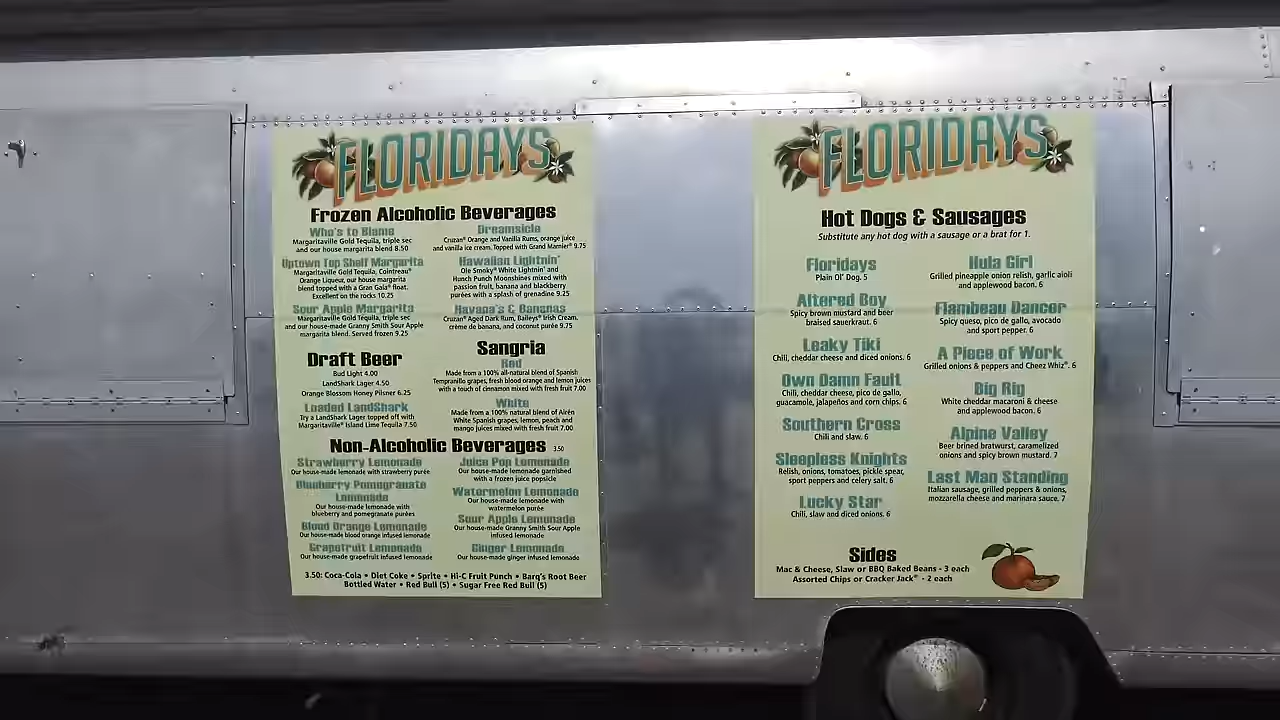 FLORIDAYS
Frozen Alcoholic Beverages
Who's to Blame
Margaritaville Gold Tequila, triple sec
and our house margarita blend 8.50
Uptown Top Shelf Margarita
Margaritaville Gold Tequila, Cointreau®
Orange Liqueur, our house margarita
blend topped with a Gran Gala® float.
Excellent on the rocks 10.25
Sour Apple Margarita
Margaritaville Gold Tequila, triple sec
and our house-made Granny Smith Sour Apple
margarita blend. Served frozen 9.25
Dreamsicle
Cruzan® Orange and Vanilla Rums, orange juice
and vanilla ice cream. Topped with Grand Marnier® 9.75
Hawaiian Lightnin'
Ole Smoky® White Lightnin' and
Hunch Punch Moonshines mixed with
passion fruit, banana and blackberry
purées with a splash of grenadine 9.25
Havana's & Bananas
Cruzan® Aged Dark Rum, Baileys® Irish Cream,
crème de banana, and coconut purée 9.75
Draft Beer
Bud Light 4.00
LandShark Lager 4.50
Orange Blossom Honey Pilsner 6.25
Loaded LandShark
Try a LandShark Lager topped off with
Margaritaville® Island Lime Tequila 7.50
Sangria
Red
Made from a 100% all-natural blend of Spanish
Tempranillo grapes, fresh blood orange and lemon juices
with a touch of cinnamon mixed with fresh fruit 7.00
White
Made from a 100% natural blend of Airén
White Spanish grapes, lemon, peach and
mango juices mixed with fresh fruit 7.00
Non-Alcoholic Beverages 3.50
Strawberry Lemonade
Our house-made lemonade with strawberry purée
Blueberry Pomegranate
Lemonade
Our house-made lemonade with
blueberry and pomegranate purées
Blood Orange Lemonade
Our house-made blood orange infused lemonade
Grapefruit Lemonade
Our house-made grapefruit infused lemonade
Juice Pop Lemonade
Our house-made lemonade garnished
with a frozen juice popsicle
Watermelon Lemonade
Our house-made lemonade with
watermelon purée
Sour Apple Lemonade
Our house-made Granny Smith Sour Apple
infused lemonade
Ginger Lemonade
Our house-made ginger infused lemonade
3.50: Coca-Cola • Diet Coke • Sprite • Hi-C Fruit Punch • Barq's Root Beer
Bottled Water • Red Bull (5) • Sugar Free Red Bull (5)
FLORIDAYS
Hot Dogs & Sausages
Substitute any hot dog with a sausage or a brat for 1.
Floridays
Plain Ol' Dog. 5
Altered Boy
Spicy brown mustard and beer
braised sauerkraut. 6
Leaky Tiki
Chili, cheddar cheese and diced onions. 6
Own Damn Fault
Chili, cheddar cheese, pico de gallo,
guacamole, jalapeños and corn chips. 6
Southern Cross
Chili and slaw. 6
Sleepless Knights
Relish, onions, tomatoes, pickle spear,
sport peppers and celery salt. 6
Lucky Star
Chili, slaw and diced onions. 6
Hula Girl
Grilled pineapple onion relish, garlic aioli
and applewood bacon. 6
Flambeau Dancer
Spicy queso, pico de gallo, avocado
and sport pepper. 6
A Piece of Work
Grilled onions & peppers and Cheez Whiz®. 6
Big Rig
White cheddar macaroni & cheese
and applewood bacon. 6
Alpine Valley
Beer brined bratwurst, caramelized
onions and spicy brown mustard. 7
Last Man Standing
Italian sausage, grilled peppers & onions,
mozzarella cheese and marinara sauce. 7
Sides
Mac & Cheese, Slaw or BBQ Baked Beans - 3 each
Assorted Chips or Cracker Jack® - 2 each